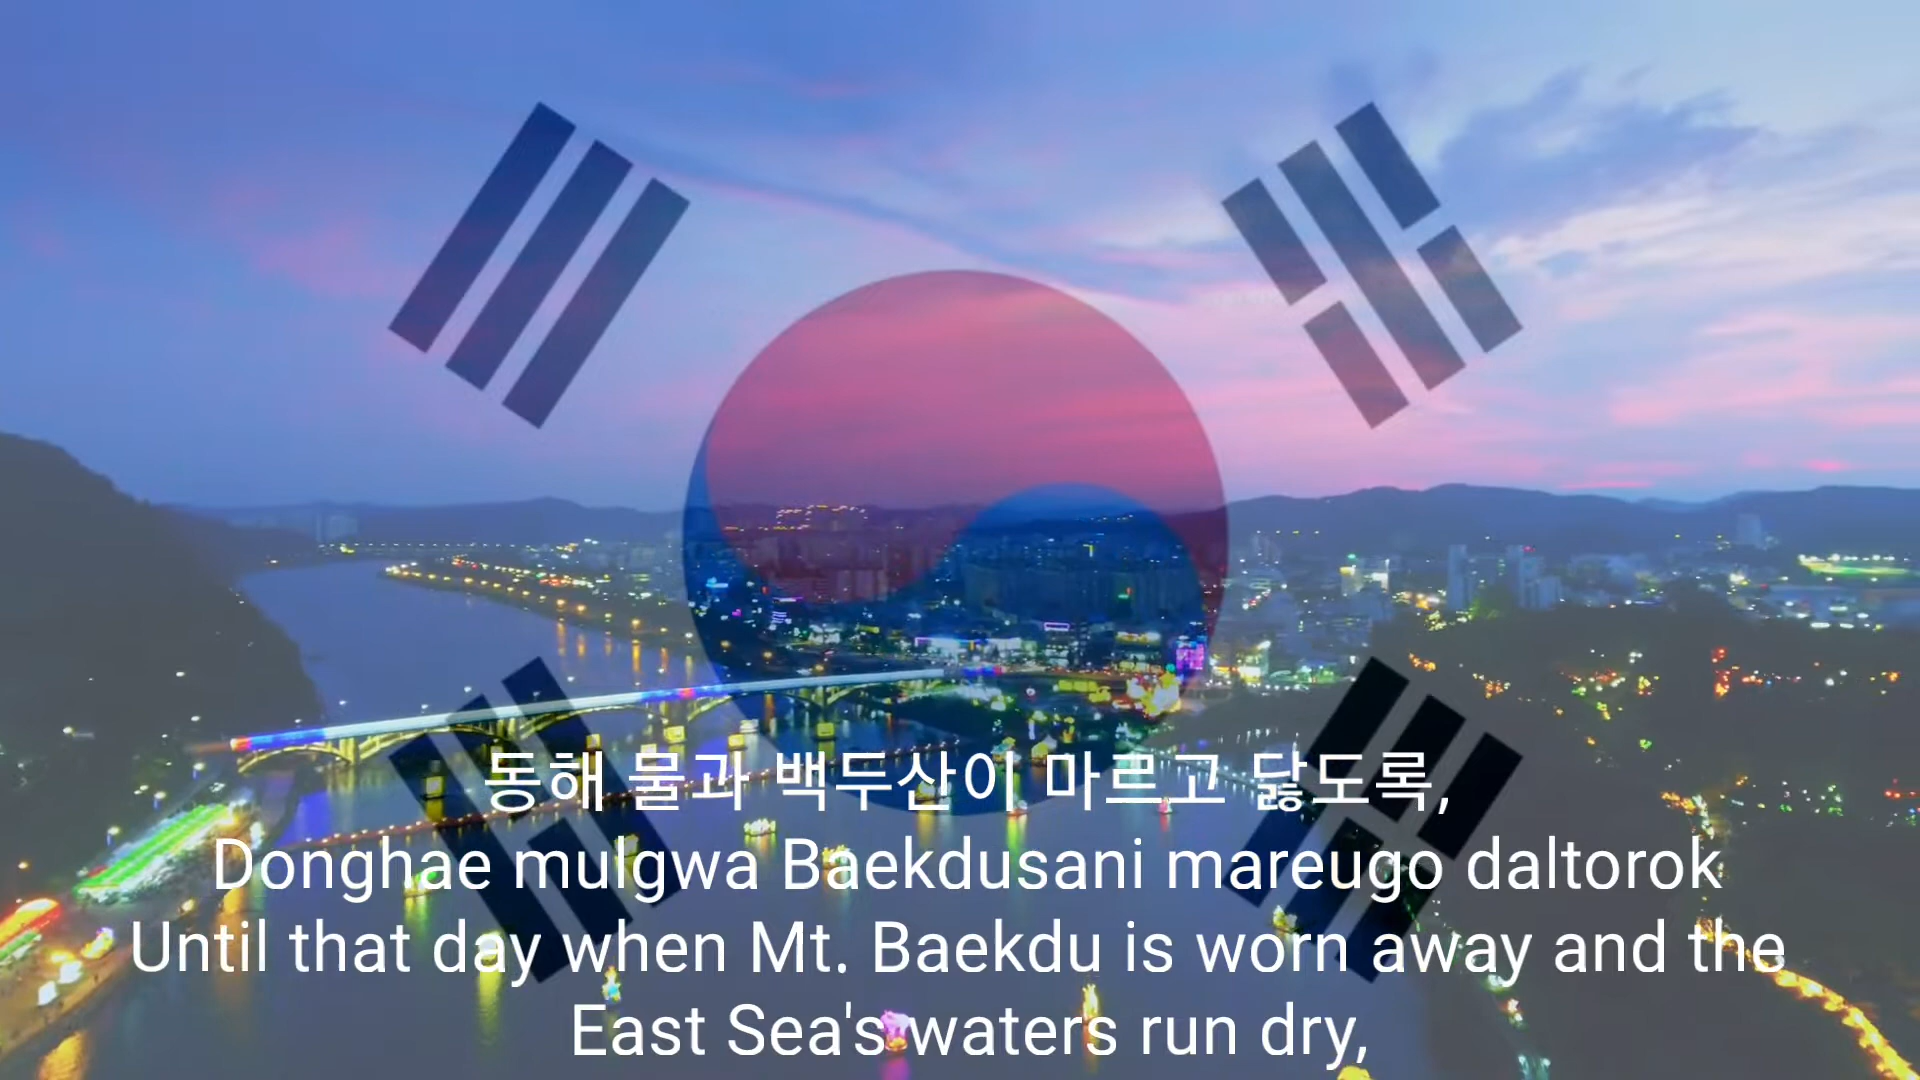 동해 물과 백두산이 마르고 닳도록,
Donghae mulgwa Baekdusani mareugo daltorok
Until that day when Mt. Baekdu is worn away and the
East Sea's waters run dry,